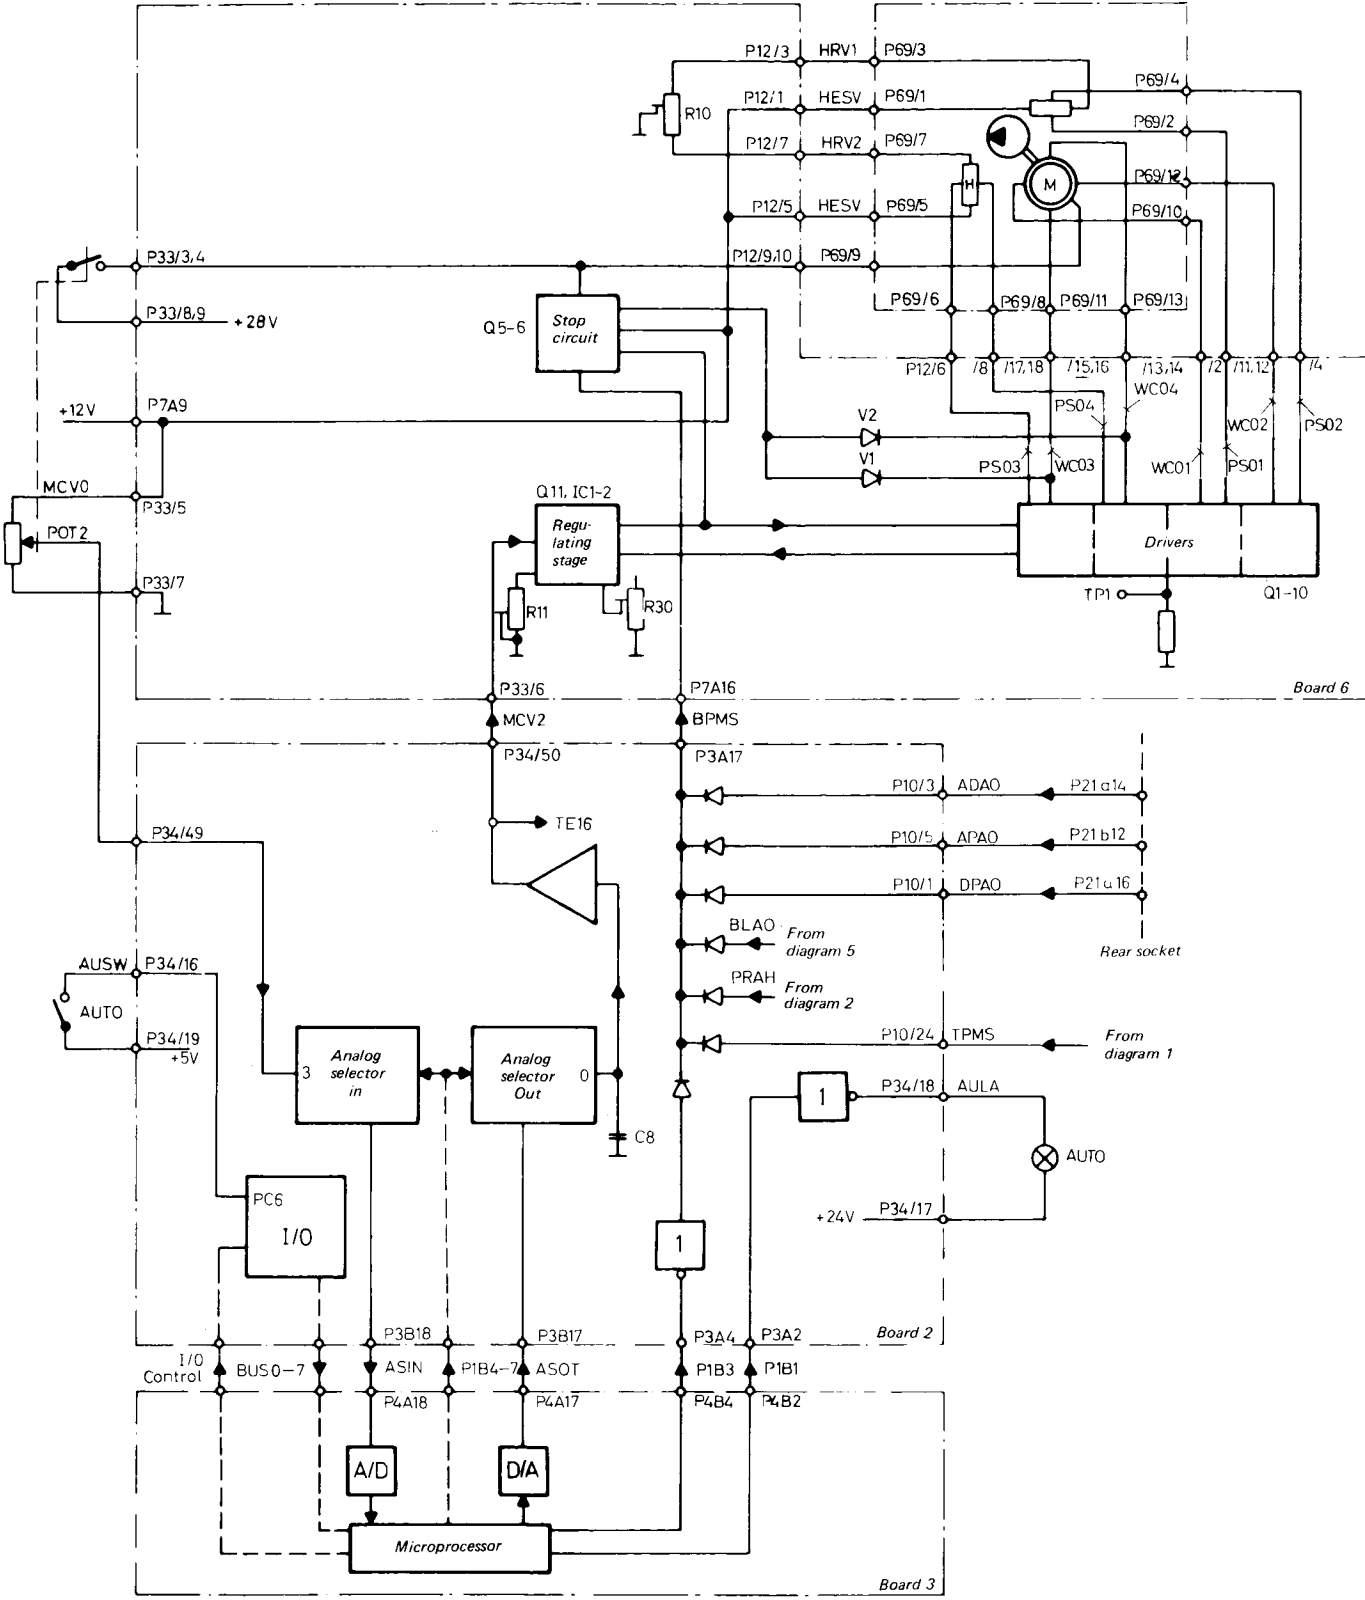 P12/3 HRV1 P69/3
P69/4
P12/1 HESV P69/1
R10
P69/2
P12/7 HRV2 P69/7
H
M
P69/12
P12/5 HESV P69/5
P69/10
P33/3,4
P12/9,10 P69/9
P69/6 P69/8 P69/11 P69/13
P33/8,9
+28V
Q5-6
Stop
circuit
P12/6 /8 /17,18 /15,16 /13,14 /2 /11,12 /4
WC04
PS04
+12V P7A9
V2
WC02 PS02
V1
PS03 WC03 WC01 PS01
MCV0
P33/5
Q11, IC1-2
POT 2
Regu-
lating
stage
Drivers
P33/7
R11 R30
TP1
Q1-10
P33/6 P7A16
Board 6
MCV2 BPMS
P34/50 P3A17
P10/3 ADAO P21a14
TE16
P34/49
P10/5 APAO P21b12
P10/1 DPAO P21a16
BLAO From
diagram 5
Rear socket
AUSW P34/16
PRAH From
diagram 2
AUTO
P34/19
+5V
P10/24 TPMS From
diagram 1
3 Analog
selector
in
Analog
selector
Out
0
P34/18 AULA
1
C8
AUTO
PC6
I/O
+24V P34/17
1
P3B18 P3B17 P3A4 P3A2
Board 2
I/O
Control
BUS0-7 ASIN P1B4-7 ASOT P1B3 P1B1
P4A18 P4A17 P4B4 P4B2
A/D D/A
Microprocessor
Board 3